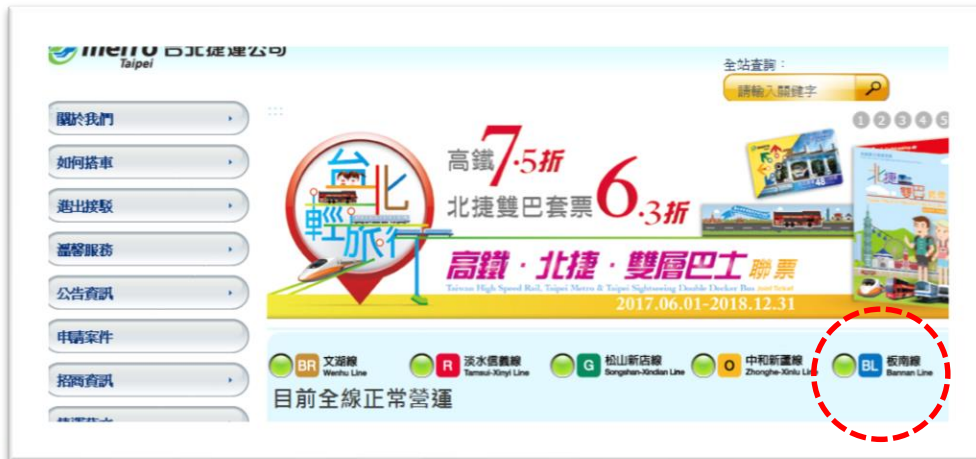 metro 台北捷運公司
Taipei
全站查詢：
請輸入關鍵字
關於我們
如何搭車
進出接駁
溫馨服務
公告資訊
申請案件
招商資訊
1 2 3 4 5
台北
輕旅行
高鐵7.5折
北捷雙巴套票6.3折
高鐵・北捷・雙層巴士 聯票
Taiwan High Speed Rail, Taipei Metro & Taipei Sightseeing Double Decker Bus Joint Ticket
2017.06.01-2018.12.31
北捷
雙巴
BR 文湖線
Wenhu Line
R 淡水信義線
Tamsui-Xinyi Line
G 松山新店線
Songshan-Xindian Line
O 中和新蘆線
Zhonghe-Xinlu Line
BL 板南線
Bannan Line
目前全線正常營運